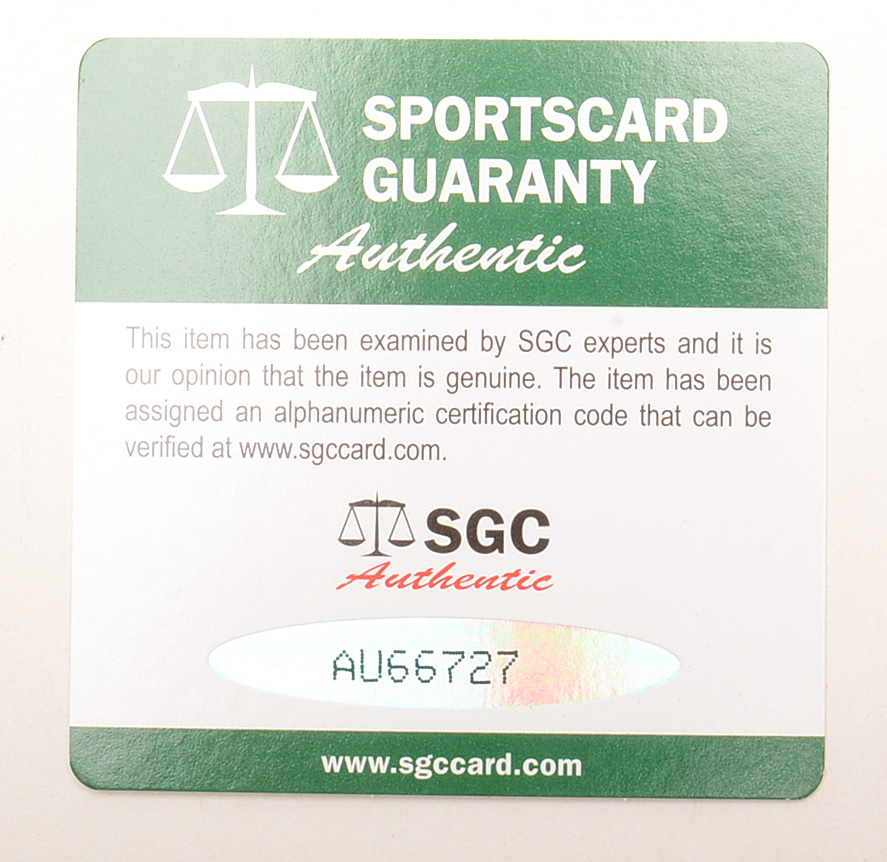 SPORTSCARD
GUARANTY
Authentic
This item has been examined by SGC experts and it is
our opinion that the item is genuine. The item has been
assigned an alphanumeric certification code that can be
verified at www.sgccard.com.
SGC
Authentic
AU66727
www.sgccard.com